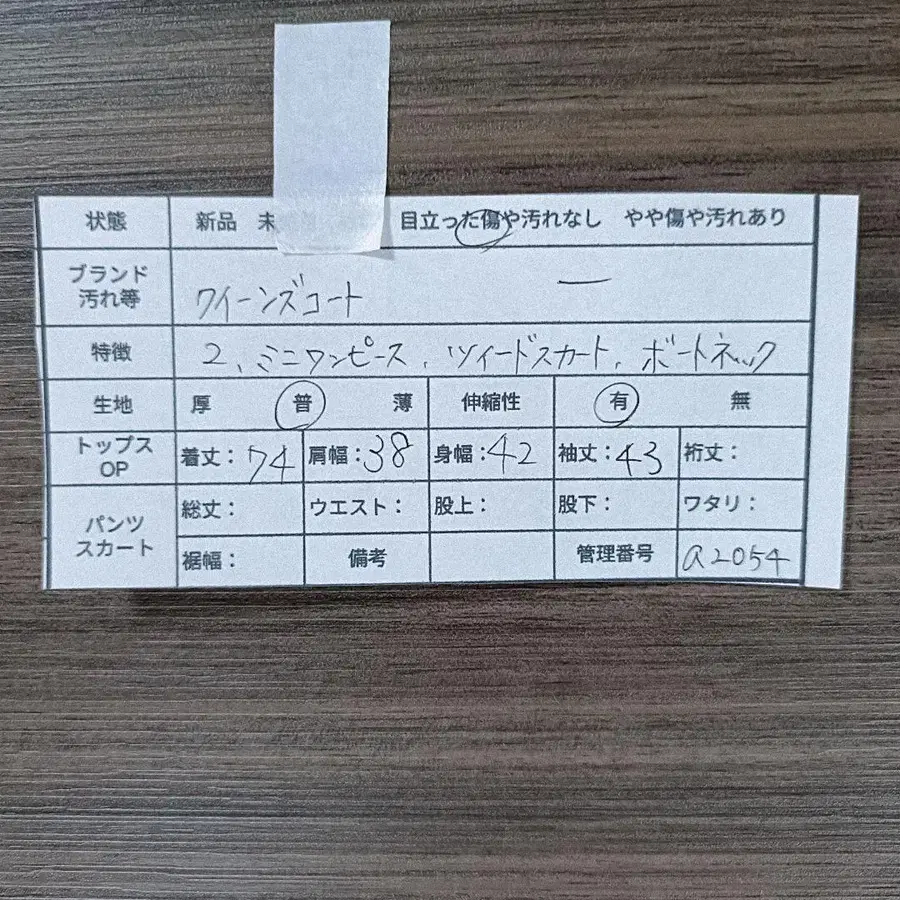 状態 新品 未 目立った傷や汚れなし やや傷や汚れあり
ブランド
汚れ等 クイーンズコート ー
特徴 2、ミニワンピース、ツイードスカート、ボートネック
生地 厚 普 薄 伸縮性 有 無
トップス
OP 着丈：74 肩幅：38 身幅：42 袖丈：43 裄丈：
パンツ
スカート 総丈： ウエスト： 股上： 股下： ワタリ：
裾幅： 備考 管理番号 a2054